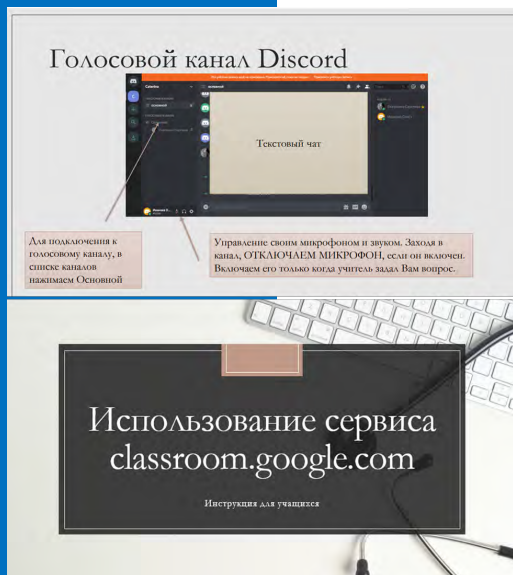 Голосовой канал Discord
Текстовый чат
Для подключения к
голосовому каналу, в
списке каналов
нажимаем Основной
Управление своим микрофоном и звуком. Заходя в
канал, ОТКЛЮЧАЕМ МИКРОФОН, если он включен.
Включаем его только когда учитель задал Вам вопрос.
Использование сервиса
classroom.google.com
Инструкция для учащихся